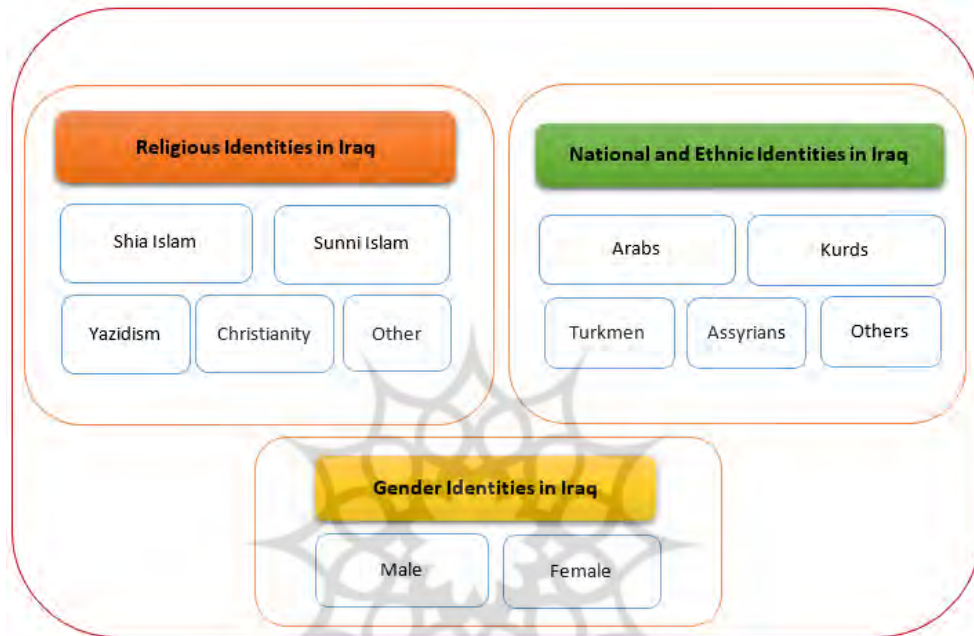 Religious Identities in Iraq
Shia Islam
Sunni Islam
Yazidism
Christianity
Other
National and Ethnic Identities in Iraq
Arabs
Kurds
Turkmen
Assyrians
Others
Gender Identities in Iraq
Male
Female